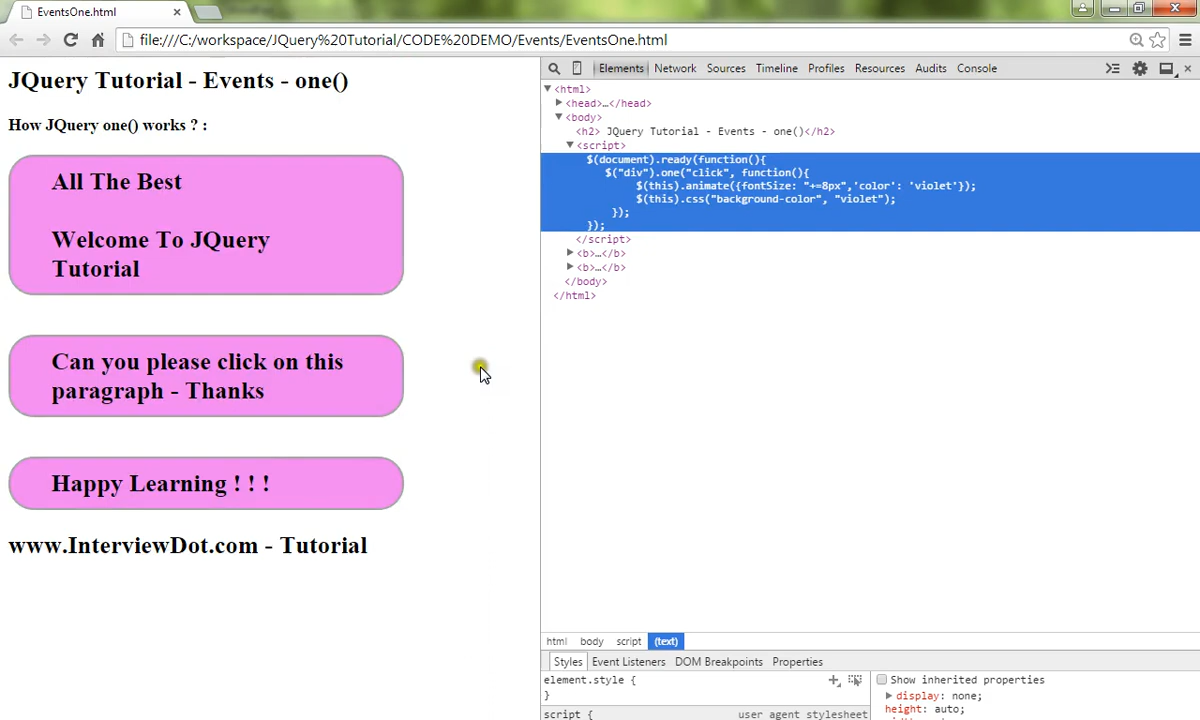 EventsOne.html
file:///C:/workspace/JQuery%20Tutorial/CODE%20DEMO/Events/EventsOne.html
JQuery Tutorial - Events - one()
How JQuery one() works ? :
All The Best
Welcome To JQuery
Tutorial
Can you please click on this
paragraph - Thanks
Happy Learning ! ! !
www.InterviewDot.com - Tutorial
Elements Network Sources Timeline Profiles Resources Audits Console
<html>
<head>…</head>
<body>
<h2> JQuery Tutorial - Events - one()</h2>
<script>
$(document).ready(function(){
$("div").one("click", function(){
$(this).animate({fontSize: "+=8px",'color': 'violet'});
$(this).css("background-color", "violet");
});
});
</script>
<b>…</b>
<b>…</b>
</body>
</html>
html body script (text)
Styles Event Listeners DOM Breakpoints Properties
element.style {
}
script { user agent stylesheet
Show inherited properties
display: none;
height: auto;